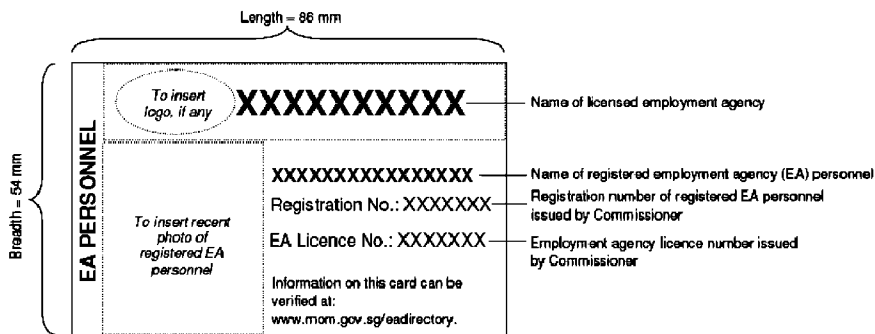 Length = 86 mm
Breadth = 54 mm
EA PERSONNEL
To insert
logo, if any
XXXXXXXXXX
Name of licensed employment agency
To insert recent
photo of
registered EA
personnel
XXXXXXXXXXXXXXXX
Name of registered employment agency (EA) personnel
Registration No.: XXXXXXX
Registration number of registered EA personnel
issued by Commissioner
EA Licence No.: XXXXXXX
Employment agency licence number issued
by Commissioner
Information on this card can be
verified at:
www.mom.gov.sg/eadirectory.